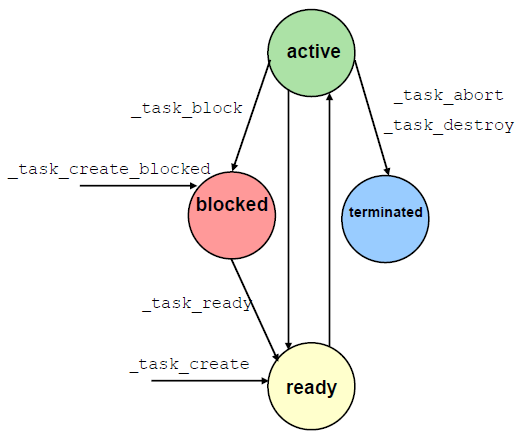 active
_task_abort
_task_block
_task_destroy
_task_create_blocked
blocked
terminated
_task_ready
_task_create
ready